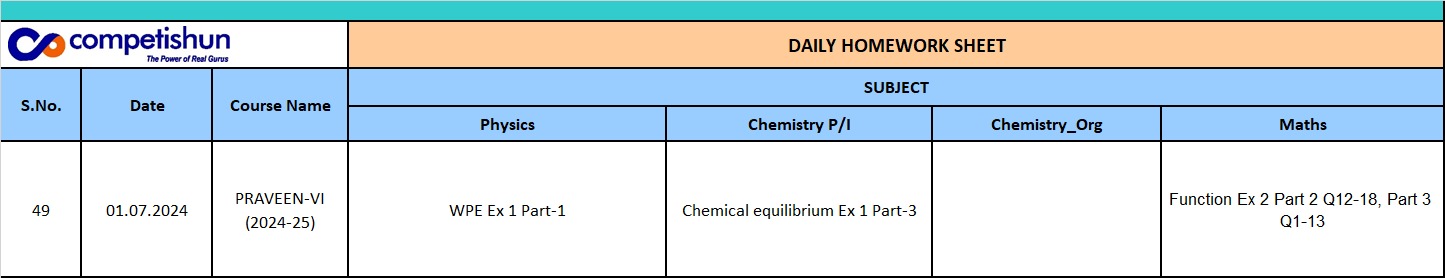 competishun
The Power of Real Gurus
DAILY HOMEWORK SHEET
S.No.
Date
Course Name
SUBJECT
Physics
Chemistry P/I
Chemistry_Org
Maths
49
01.07.2024
PRAVEEN-VI
(2024-25)
WPE Ex 1 Part-1
Chemical equilibrium Ex 1 Part-3
Function Ex 2 Part 2 Q12-18, Part 3
Q1-13